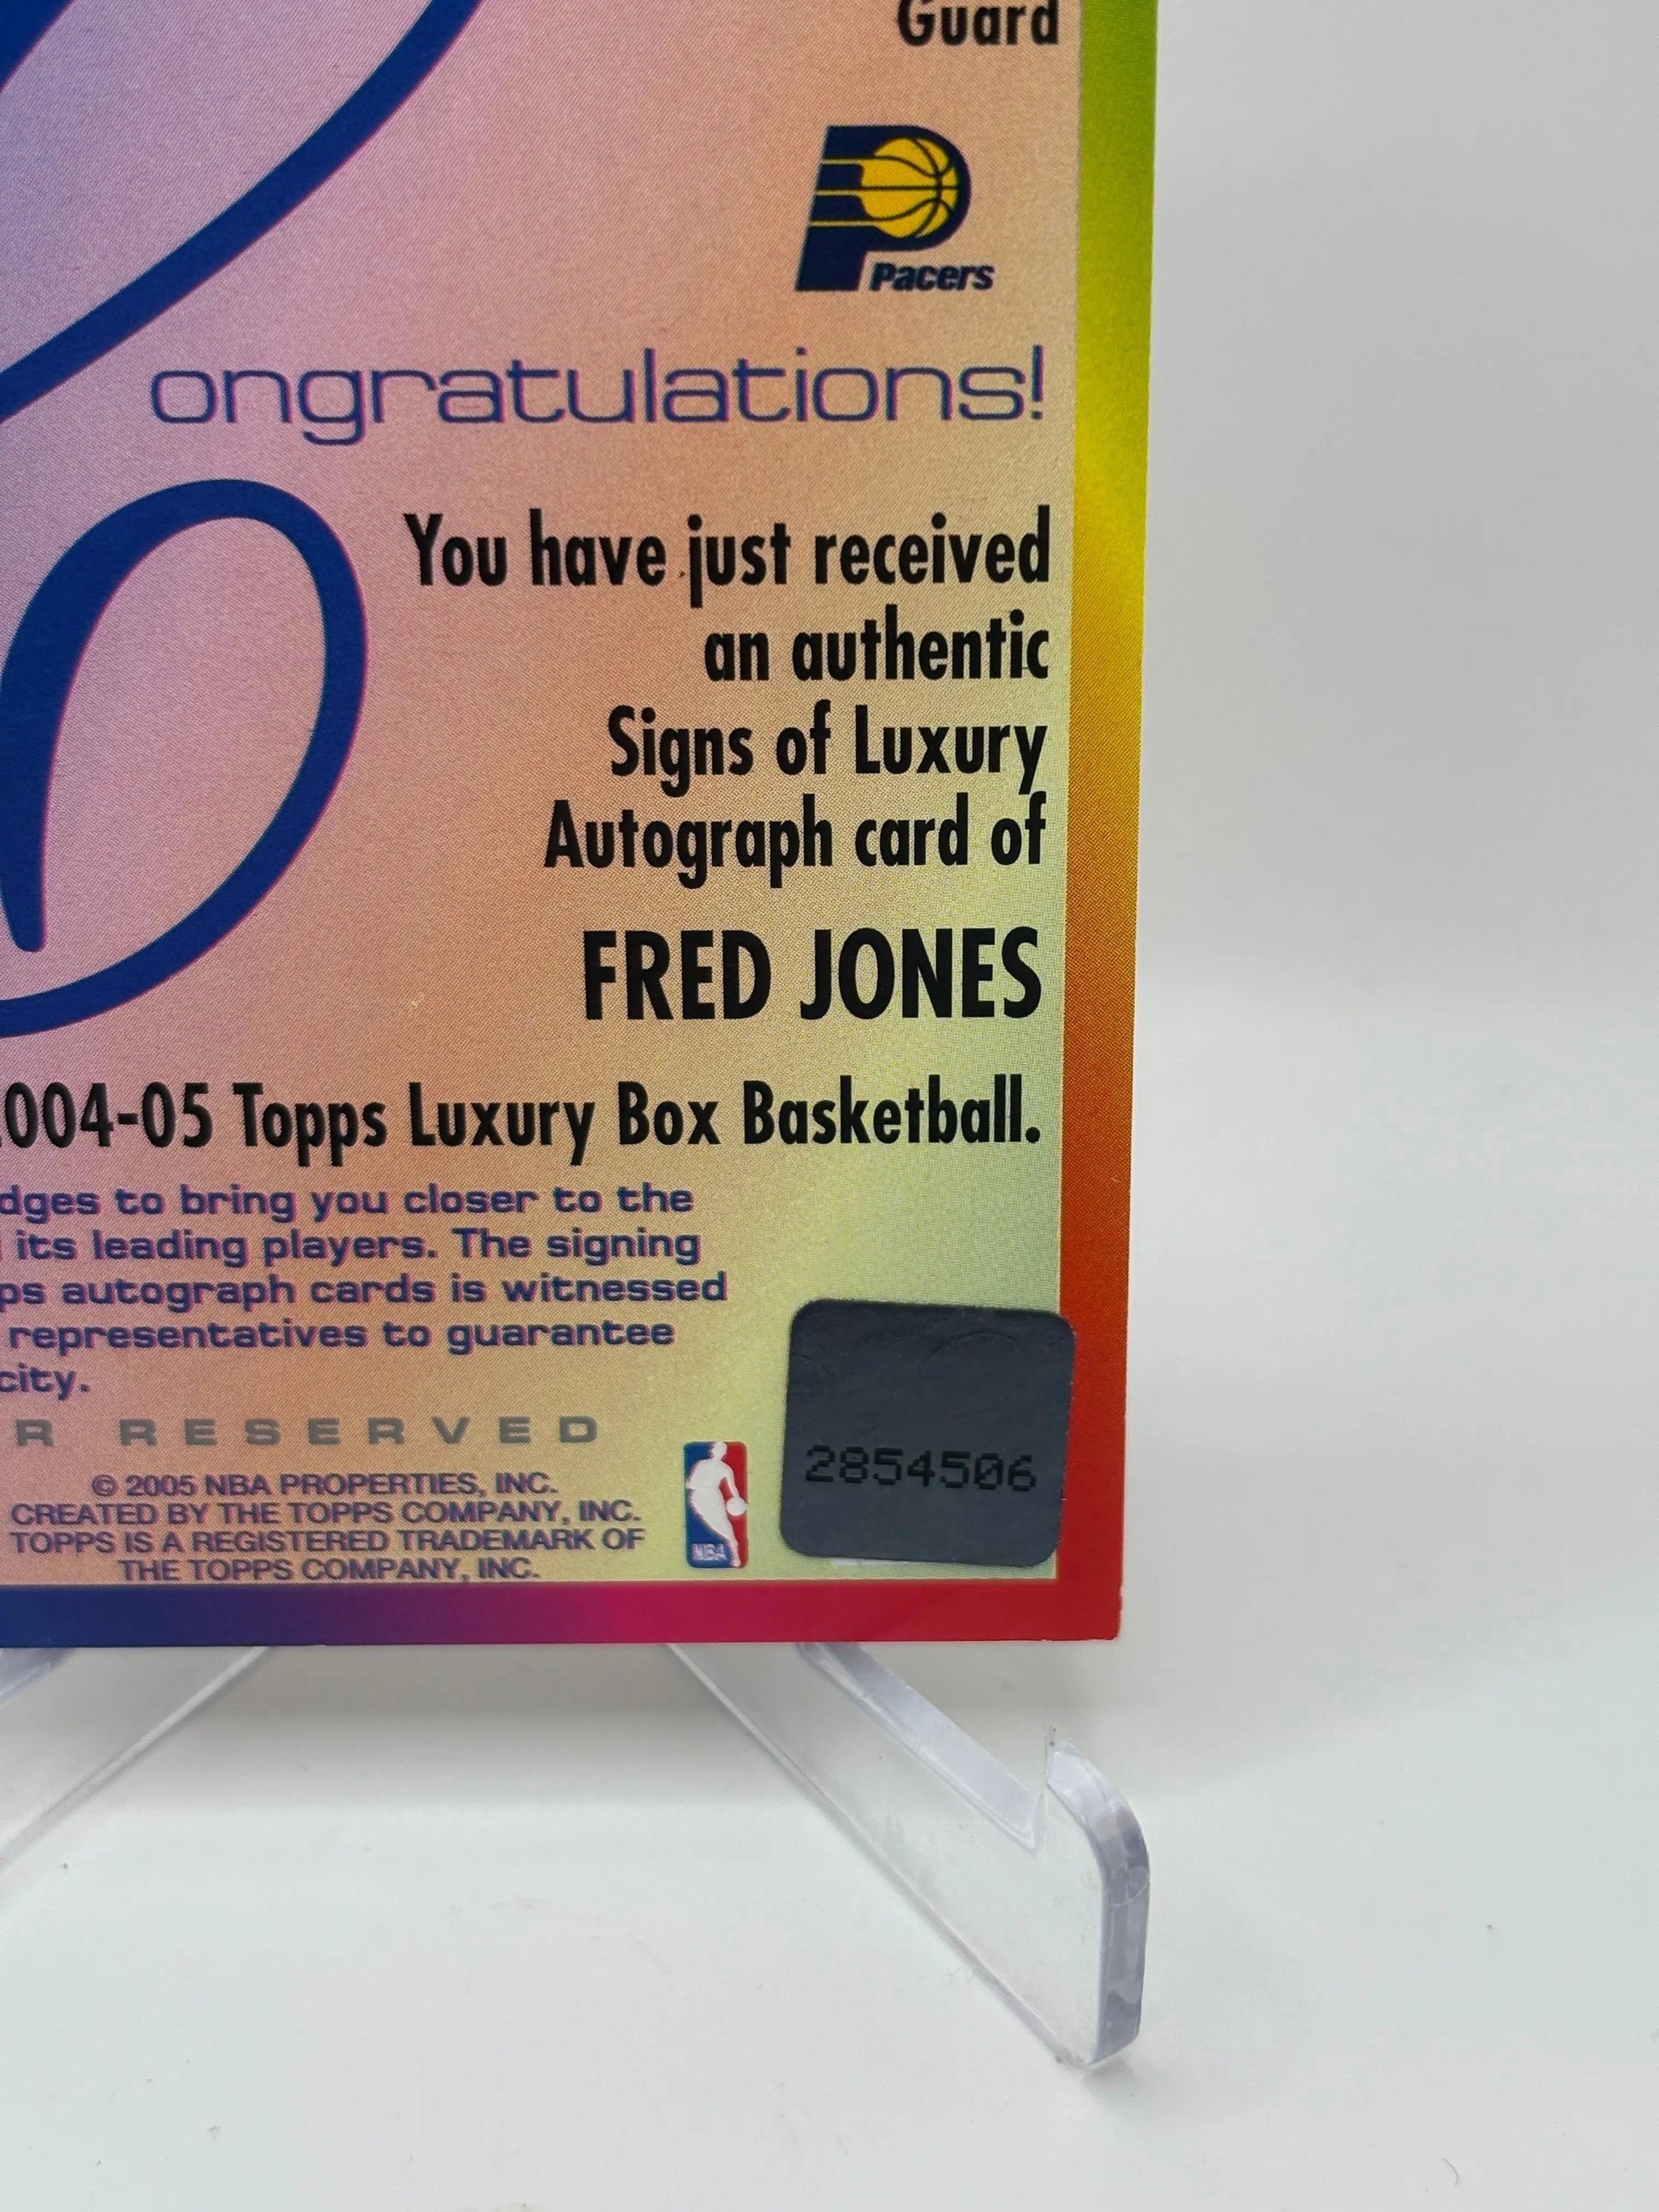 Guard
Pacers
ongratulations!
You have just received
an authentic
Signs of Luxury
Autograph card of
FRED JONES
004-05 Topps Luxury Box Basketball.
dges to bring you closer to the
its leading players. The signing
ps autograph cards is witnessed
representatives to guarantee
city.
R RESERVED
© 2005 NBA PROPERTIES, INC.
CREATED BY THE TOPPS COMPANY, INC.
TOPPS IS A REGISTERED TRADEMARK OF
THE TOPPS COMPANY, INC.
NBA
2854506